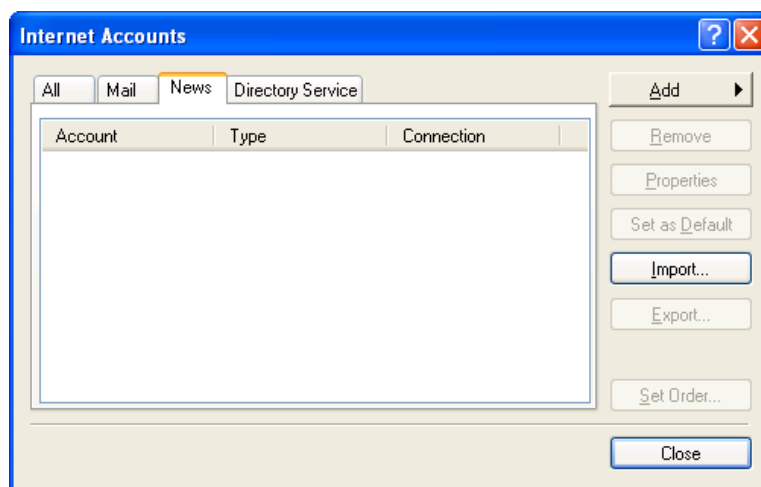 Internet Accounts
All Mail News Directory Service
Account Type Connection
Add
Remove
Properties
Set as Default
Import...
Export...
Set Order...
Close